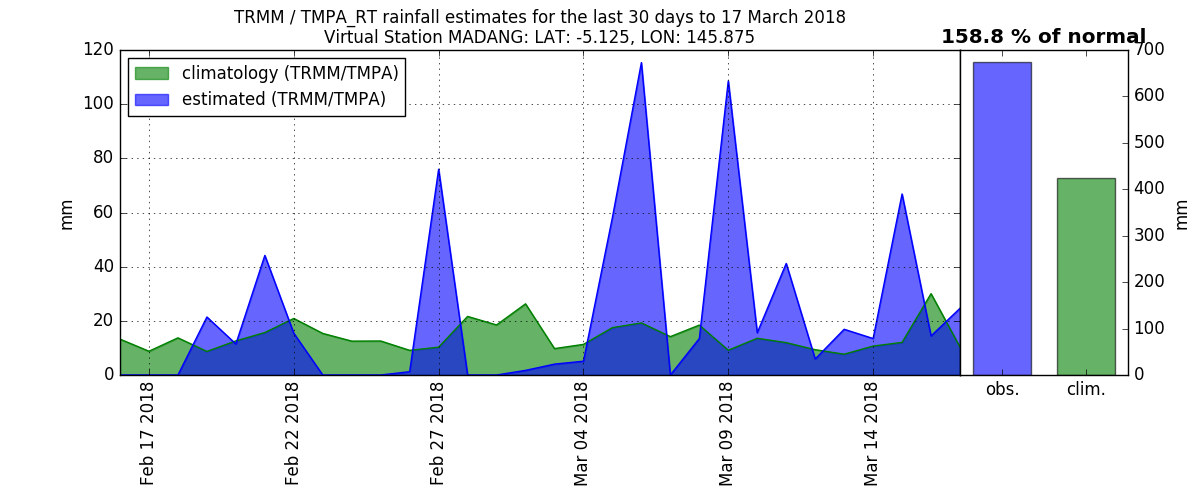 TRMM / TMPA_RT rainfall estimates for the last 30 days to 17 March 2018
Virtual Station MADANG: LAT: -5.125, LON: 145.875
158.8 % of normal
climatology (TRMM/TMPA)
estimated (TRMM/TMPA)
120
100
80
60
40
20
0
mm
Feb 17 2018
Feb 22 2018
Feb 27 2018
Mar 04 2018
Mar 09 2018
Mar 14 2018
700
600
500
400
300
200
100
0
mm
obs.
clim.